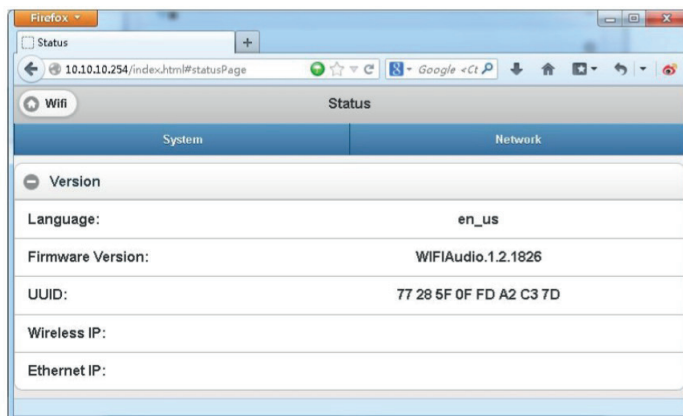 Firefox
Status
10.10.10.254/index.html#statusPage
Google <Ct
Wifi
Status
System Network
Version
Language: en_us
Firmware Version: WIFIAudio.1.2.1826
UUID: 77 28 5F 0F FD A2 C3 7D
Wireless IP:
Ethernet IP: